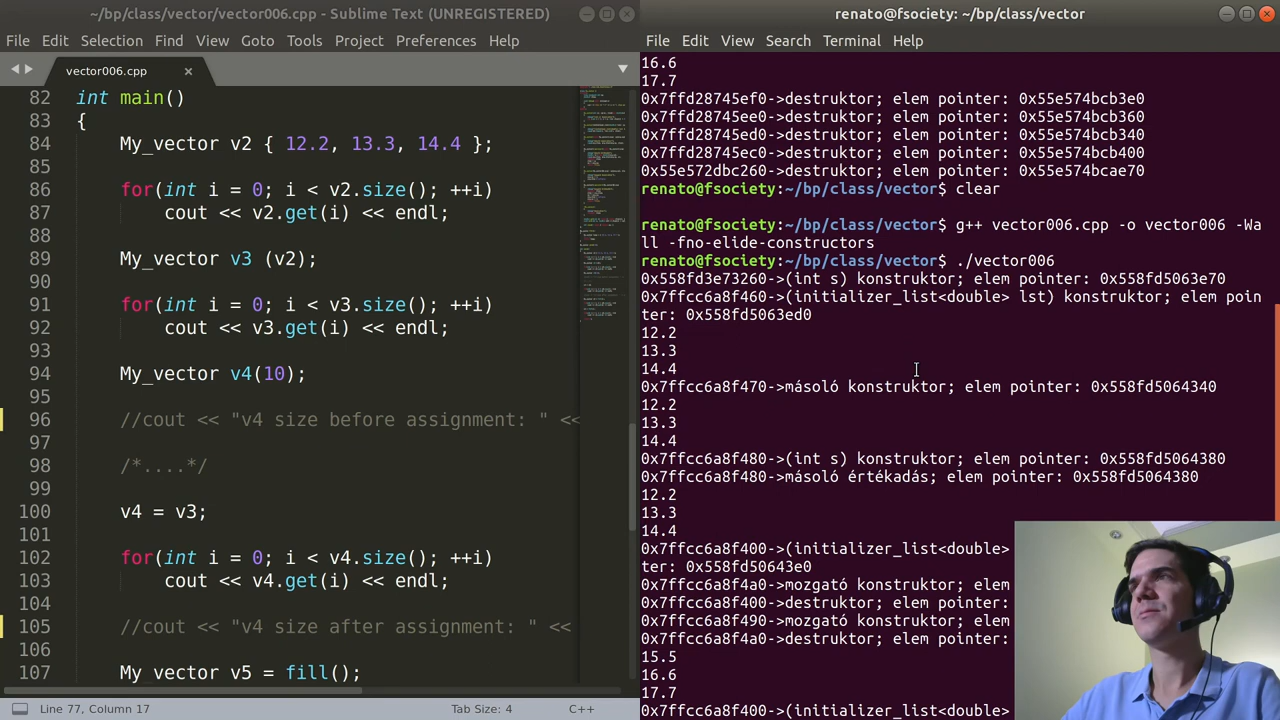 ~/bp/class/vector/vector006.cpp - Sublime Text (UNREGISTERED)
File Edit Selection Find View Goto Tools Project Preferences Help
vector006.cpp ×
82 int main()
83 {
84 My_vector v2 { 12.2, 13.3, 14.4 };
85
86 for(int i = 0; i < v2.size(); ++i)
87 cout << v2.get(i) << endl;
88
89 My_vector v3 (v2);
90
91 for(int i = 0; i < v3.size(); ++i)
92 cout << v3.get(i) << endl;
93
94 My_vector v4(10);
95
96 //cout << "v4 size before assignment: " <<
97
98 /*....*/
99
100 v4 = v3;
101
102 for(int i = 0; i < v4.size(); ++i)
103 cout << v4.get(i) << endl;
104
105 //cout << "v4 size after assignment: " <<
106
107 My_vector v5 = fill();
Line 77, Column 17
Tab Size: 4
C++
renato@fsociety: ~/bp/class/vector
File Edit View Search Terminal Help
16.6
17.7
0x7ffd28745ef0->destruktor; elem pointer: 0x55e574bcb3e0
0x7ffd28745ee0->destruktor; elem pointer: 0x55e574bcb360
0x7ffd28745ed0->destruktor; elem pointer: 0x55e574bcb340
0x7ffd28745ec0->destruktor; elem pointer: 0x55e574bcb400
0x55e572dbc260->destruktor; elem pointer: 0x55e574bcae70
renato@fsociety:~/bp/class/vector$ clear
renato@fsociety:~/bp/class/vector$ g++ vector006.cpp -o vector006 -Wa
ll -fno-elide-constructors
renato@fsociety:~/bp/class/vector$ ./vector006
0x558fd3e73260->(int s) konstruktor; elem pointer: 0x558fd5063e70
0x7ffcc6a8f460->(initializer_list<double> lst) konstruktor; elem poin
ter: 0x558fd5063ed0
12.2
13.3
14.4
0x7ffcc6a8f470->másoló konstruktor; elem pointer: 0x558fd5064340
12.2
13.3
14.4
0x7ffcc6a8f480->(int s) konstruktor; elem pointer: 0x558fd5064380
0x7ffcc6a8f480->másoló értékadás; elem pointer: 0x558fd5064380
12.2
13.3
14.4
0x7ffcc6a8f400->(initializer_list<double>
ter: 0x558fd50643e0
0x7ffcc6a8f4a0->mozgató konstruktor; elem
0x7ffcc6a8f400->destruktor; elem pointer:
0x7ffcc6a8f490->mozgató konstruktor; elem
0x7ffcc6a8f4a0->destruktor; elem pointer:
15.5
16.6
17.7
0x7ffcc6a8f400->(initializer_list<double>